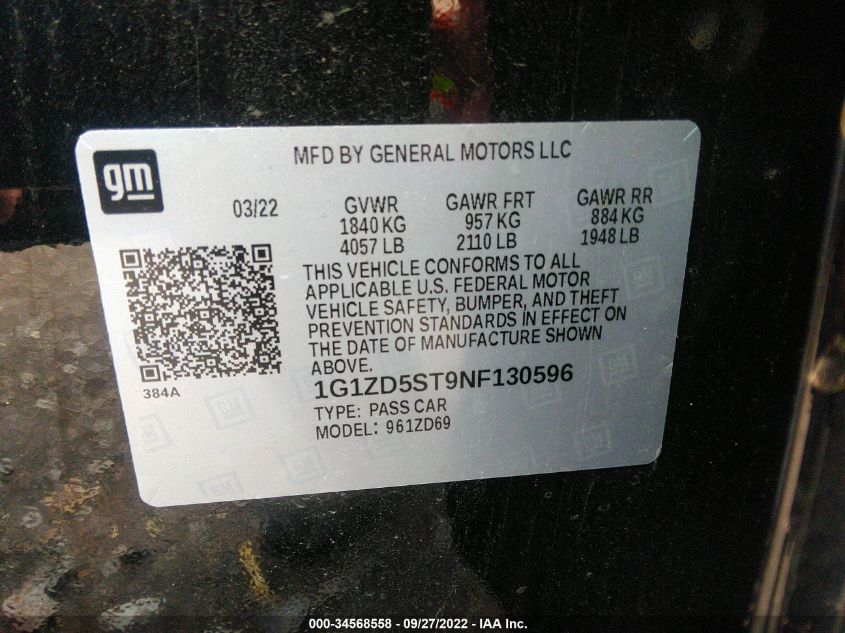 gm
MFD BY GENERAL MOTORS LLC
03/22 GVWR GAWR FRT GAWR RR
1840 KG 957 KG 884 KG
4057 LB 2110 LB 1948 LB
THIS VEHICLE CONFORMS TO ALL
APPLICABLE U.S. FEDERAL MOTOR
VEHICLE SAFETY, BUMPER, AND THEFT
PREVENTION STANDARDS IN EFFECT ON
THE DATE OF MANUFACTURE SHOWN
ABOVE.
384A
1G1ZD5ST9NF130596
TYPE: PASS CAR
MODEL: 961ZD69
000-34568558 - 09/27/2022 - IAA Inc.